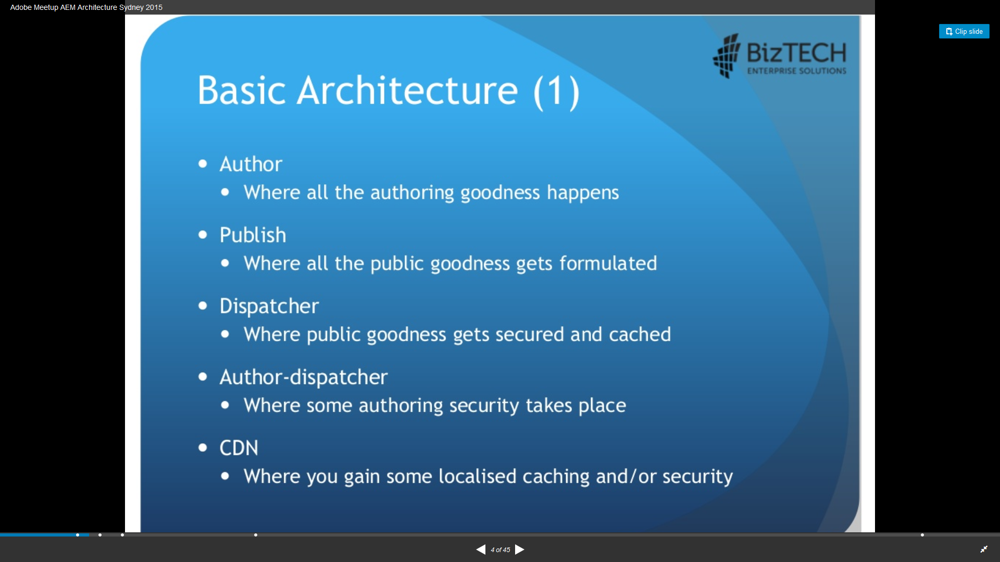 Adobe Meetup AEM Architecture Sydney 2015
Clip slide
BizTECH
ENTERPRISE SOLUTIONS
Basic Architecture (1)
Author
Where all the authoring goodness happens
Publish
Where all the public goodness gets formulated
Dispatcher
Where public goodness gets secured and cached
Author-dispatcher
Where some authoring security takes place
CDN
Where you gain some localised caching and/or security
4 of 45